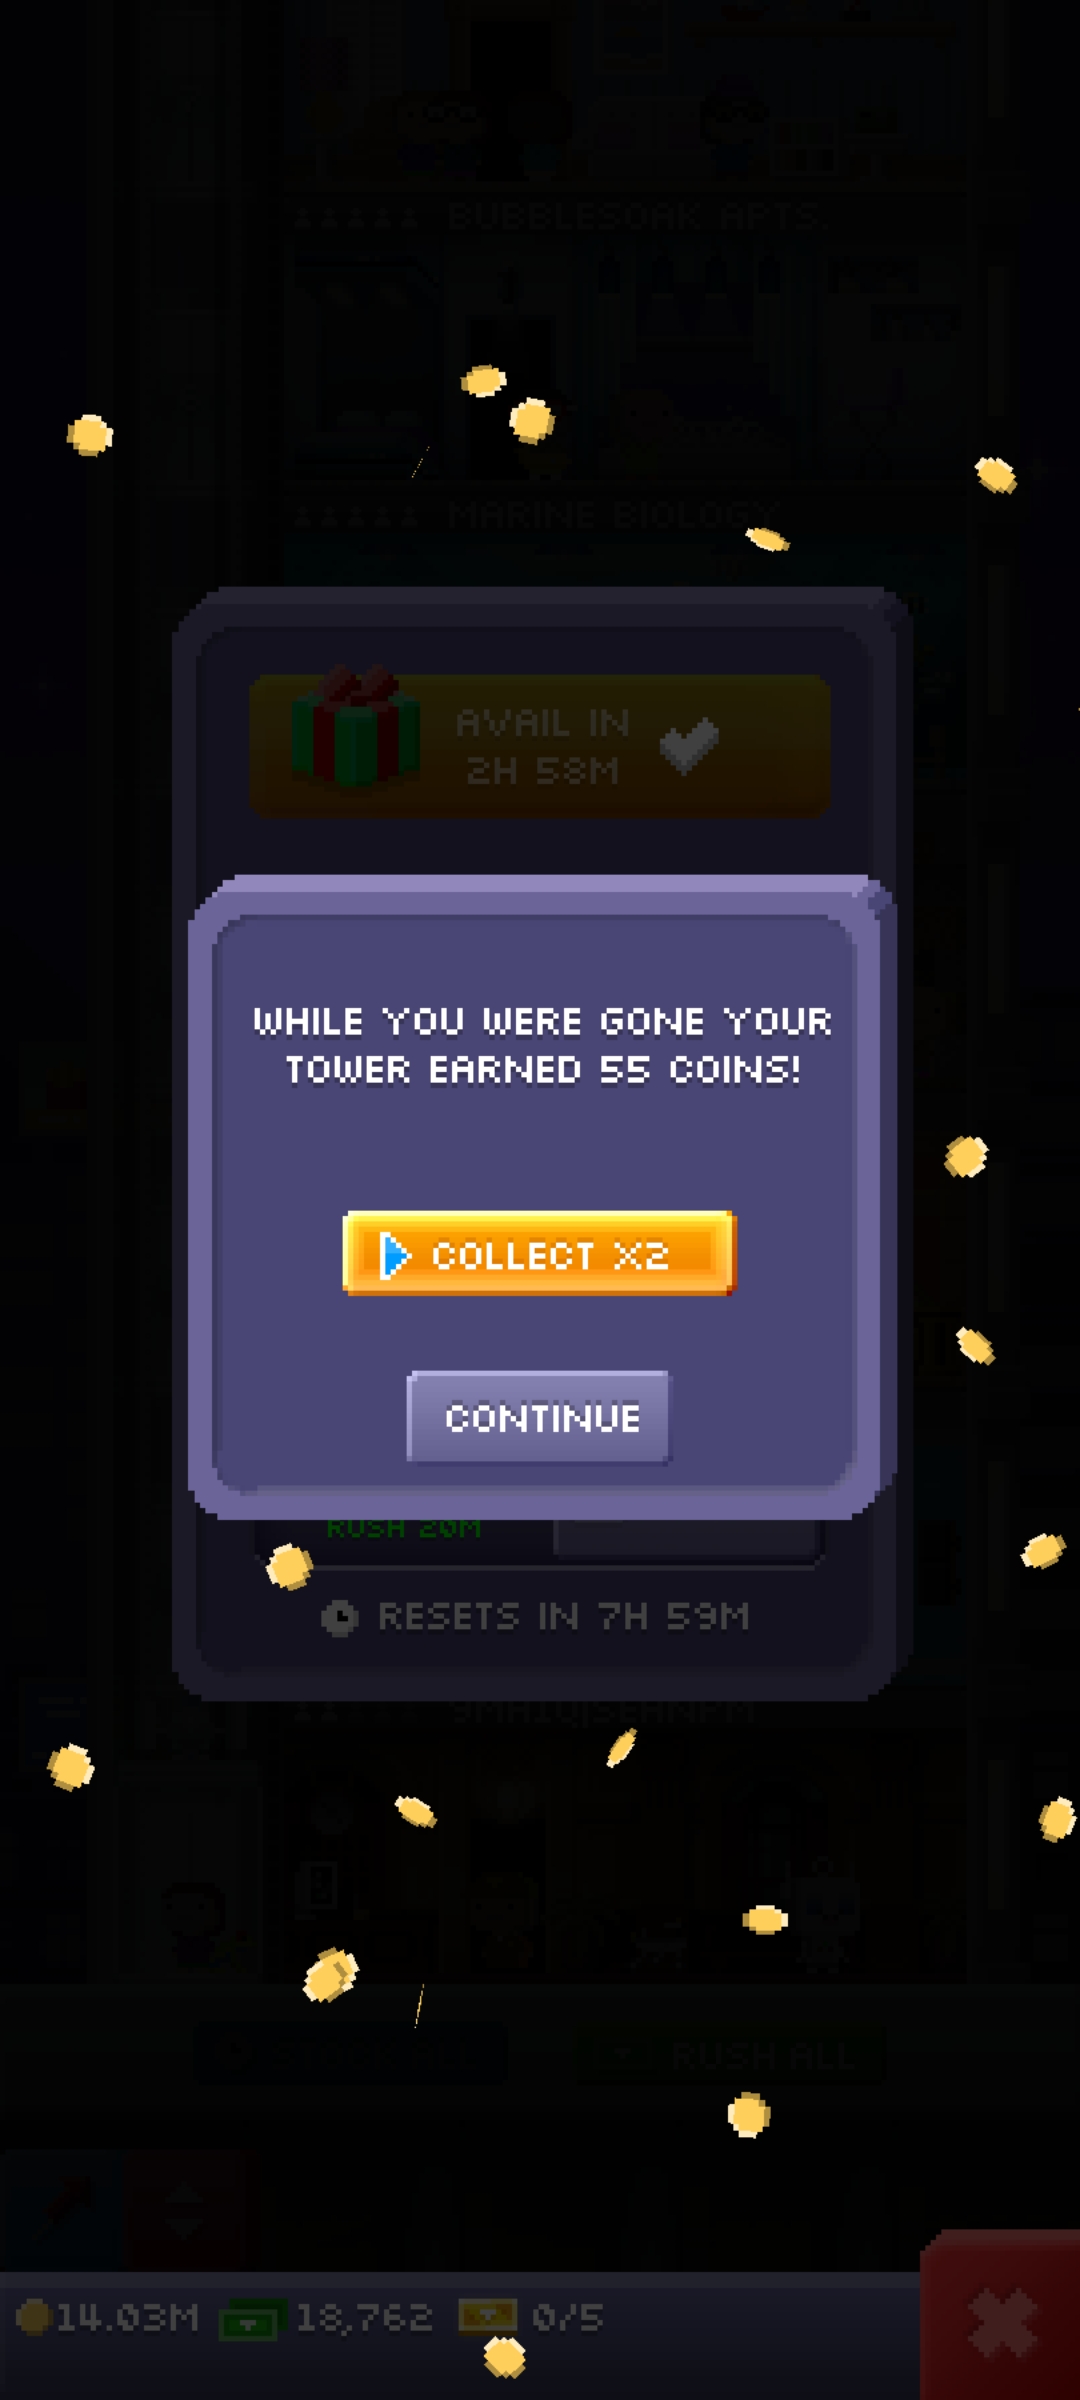 BUBBLESOAK APTS.
MARINE BIOLOGY
AVAIL IN
2H 58M
WHILE YOU WERE GONE YOUR
TOWER EARNED 55 COINS!
COLLECT X2
CONTINUE
RUSH 20M
RESETS IN 7H 59M
RUSH ALL
14.03M 18,762 0/5